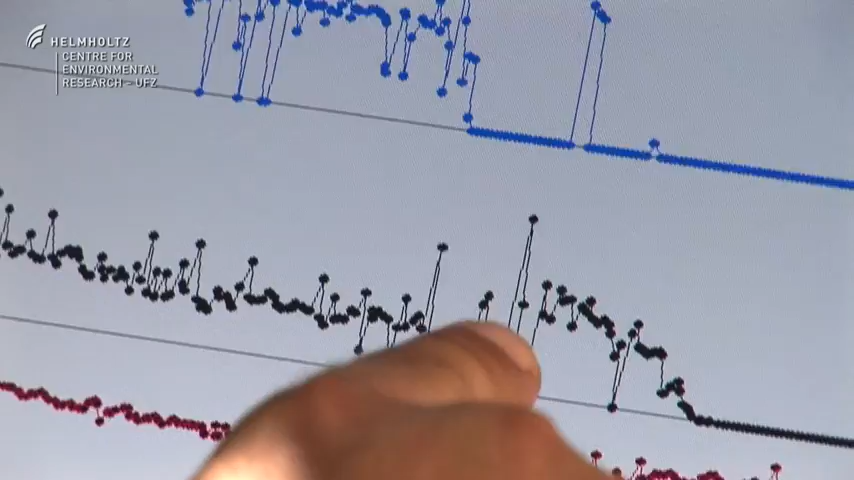 HELMHOLTZ
CENTRE FOR
ENVIRONMENTAL
RESEARCH – UFZ